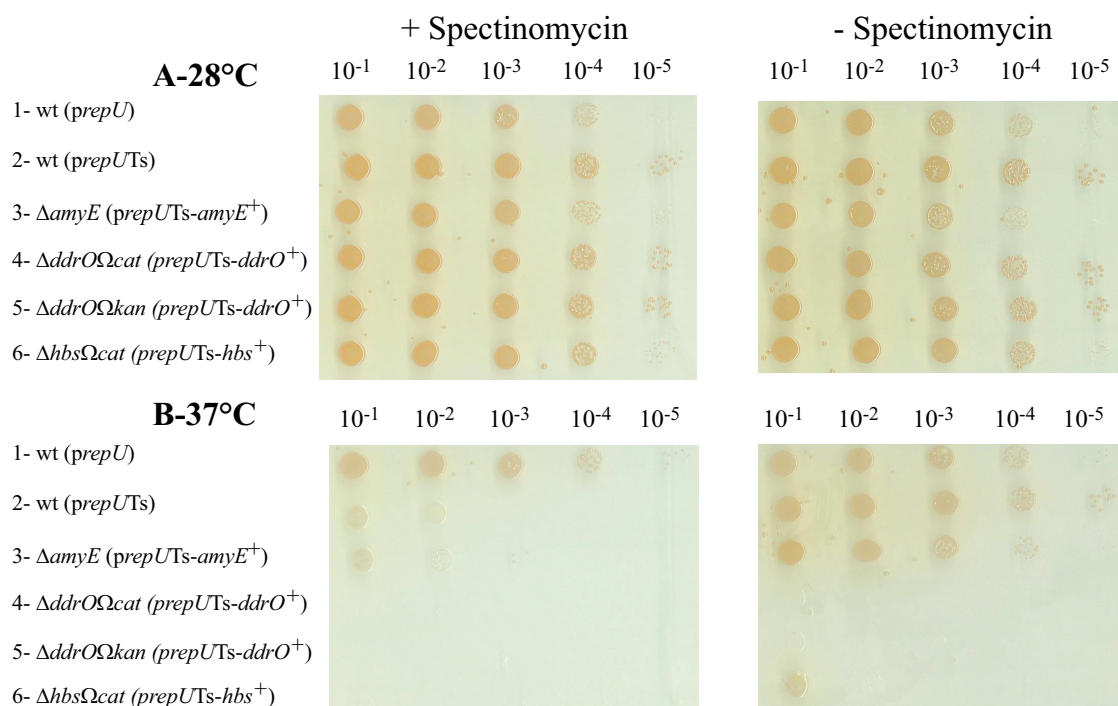 + Spectinomycin - Spectinomycin
A-28°C 10-1 10-2 10-3 10-4 10-5 10-1 10-2 10-3 10-4 10-5
1- wt (prepU)
2- wt (prepUTs)
3- ΔamyE (prepUTs-amyE+)
4- ΔddrOΩcat (prepUTs-ddrO+)
5- ΔddrOΩkan (prepUTs-ddrO+)
6- ΔhbsΩcat (prepUTs-hbs+)
B-37°C 10-1 10-2 10-3 10-4 10-5 10-1 10-2 10-3 10-4 10-5
1- wt (prepU)
2- wt (prepUTs)
3- ΔamyE (prepUTs-amyE+)
4- ΔddrOΩcat (prepUTs-ddrO+)
5- ΔddrOΩkan (prepUTs-ddrO+)
6- ΔhbsΩcat (prepUTs-hbs+)